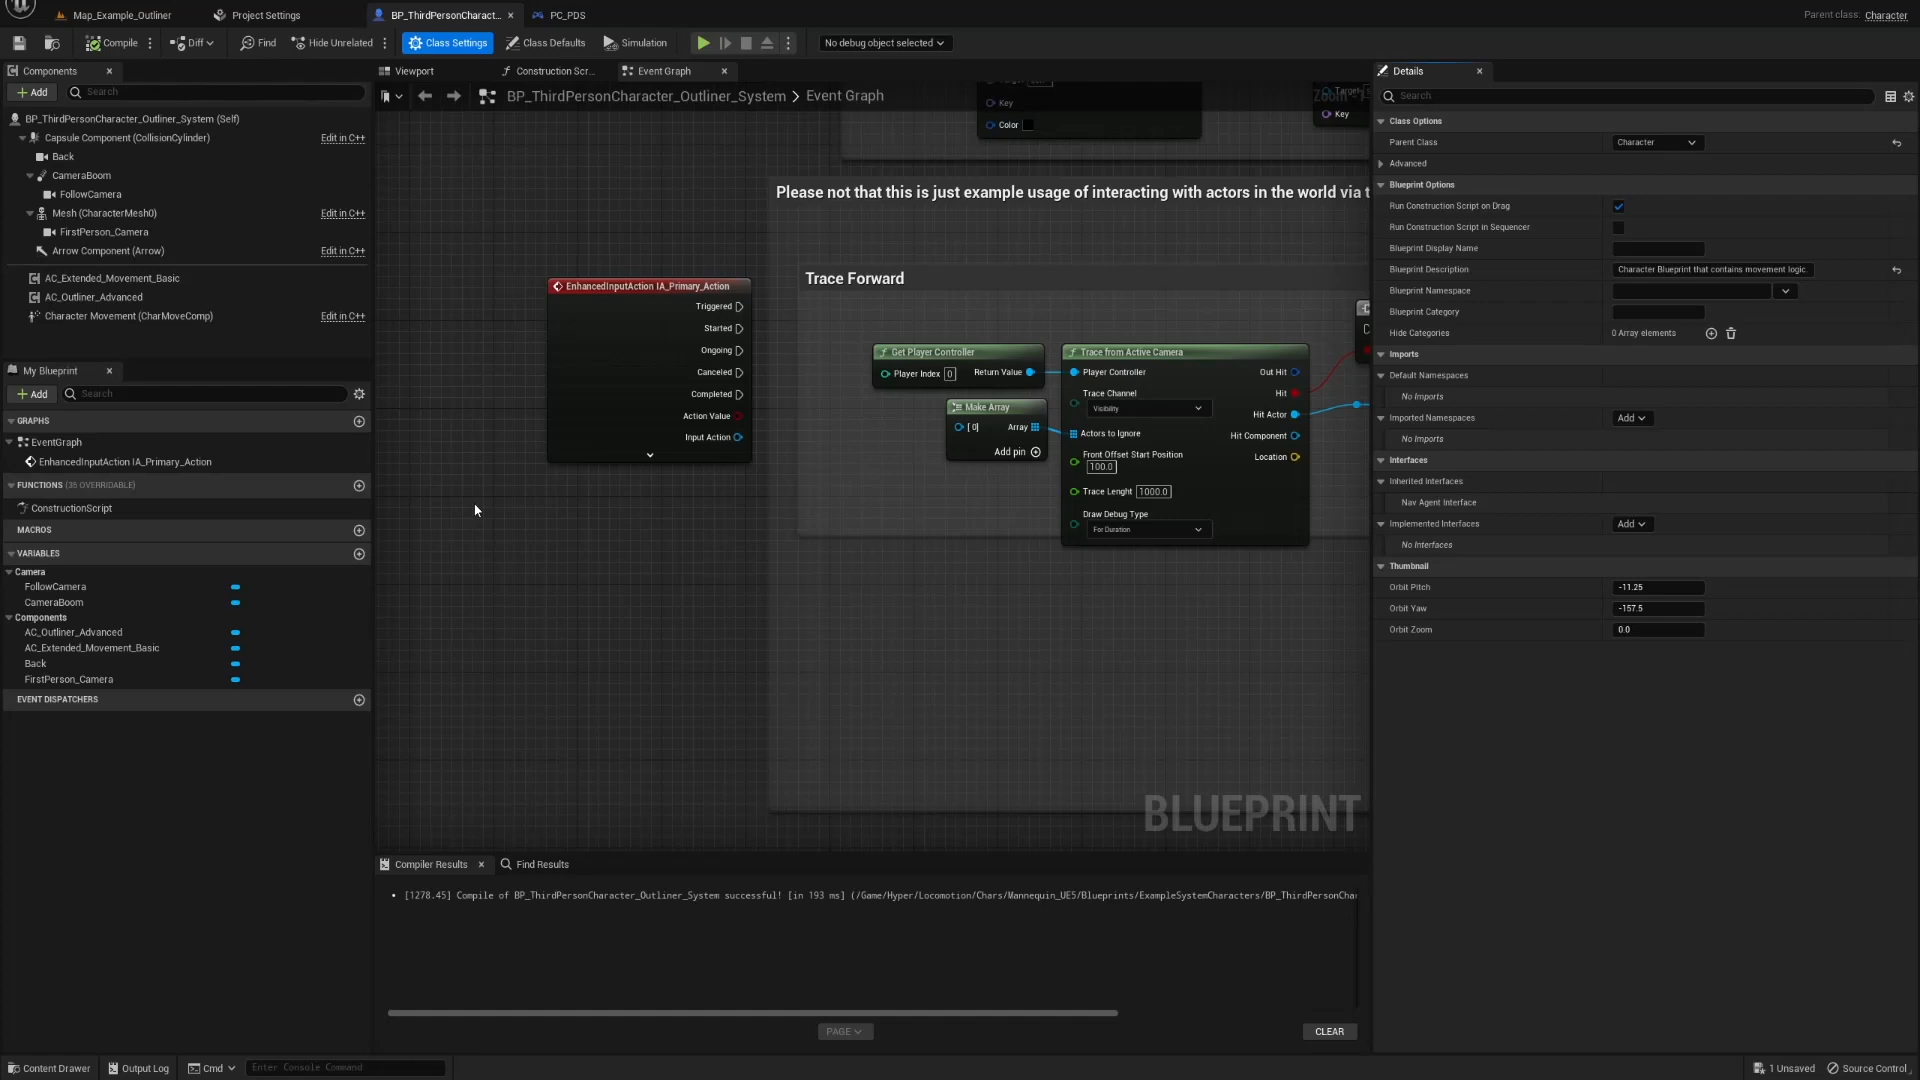 Map_Example_Outliner
Project Settings
BP_ThirdPersonCharact...
PC_PDS
Parent class: Character
Compile
Diff
Find
Hide Unrelated
Class Settings
Class Defaults
Simulation
No debug object selected
Components
Add
Search
BP_ThirdPersonCharacter_Outliner_System (Self)
Capsule Component (CollisionCylinder) Edit in C++
Back
CameraBoom
FollowCamera
Mesh (CharacterMesh0) Edit in C++
FirstPerson_Camera
Arrow Component (Arrow) Edit in C++
AC_Extended_Movement_Basic
AC_Outliner_Advanced
Character Movement (CharMoveComp) Edit in C++
My Blueprint
Add
Search
GRAPHS
EventGraph
EnhancedInputAction IA_Primary_Action
FUNCTIONS (35 OVERRIDABLE)
ConstructionScript
MACROS
VARIABLES
Camera
FollowCamera
CameraBoom
Components
AC_Outliner_Advanced
AC_Extended_Movement_Basic
Back
FirstPerson_Camera
EVENT DISPATCHERS
Viewport
Construction Scr...
Event Graph
BP_ThirdPersonCharacter_Outliner_System > Event Graph
Key
Color
Target
Key
Please not that this is just example usage of interacting with actors in the world via t
Trace Forward
EnhancedInputAction IA_Primary_Action
Triggered
Started
Ongoing
Canceled
Completed
Action Value
Input Action
Get Player Controller
Player Index 0
Return Value
Make Array
[0]
Array
Add pin
Trace from Active Camera
Player Controller
Out Hit
Trace Channel
Visibility
Hit
Hit Actor
Actors to Ignore
Hit Component
Front Offset Start Position
100.0
Location
Trace Lenght 1000.0
Draw Debug Type
For Duration
BLUEPRINT
Compiler Results
Find Results
[1278.45] Compile of BP_ThirdPersonCharacter_Outliner_System successful! [in 193 ms] (/Game/Hyper/Locomotion/Chars/Mannequin_UE5/Blueprints/ExampleSystemCharacters/BP_ThirdPersonChar
PAGE
CLEAR
Details
Search
Class Options
Parent Class Character
Advanced
Blueprint Options
Run Construction Script on Drag
Run Construction Script in Sequencer
Blueprint Display Name
Blueprint Description Character Blueprint that contains movement logic.
Blueprint Namespace
Blueprint Category
Hide Categories 0 Array elements
Imports
Default Namespaces
No Imports
Imported Namespaces Add
No Imports
Interfaces
Inherited Interfaces
Nav Agent Interface
Implemented Interfaces Add
No Interfaces
Thumbnail
Orbit Pitch -11.25
Orbit Yaw -157.5
Orbit Zoom 0.0
Content Drawer
Output Log
Cmd
Enter Console Command
1 Unsaved
Source Control